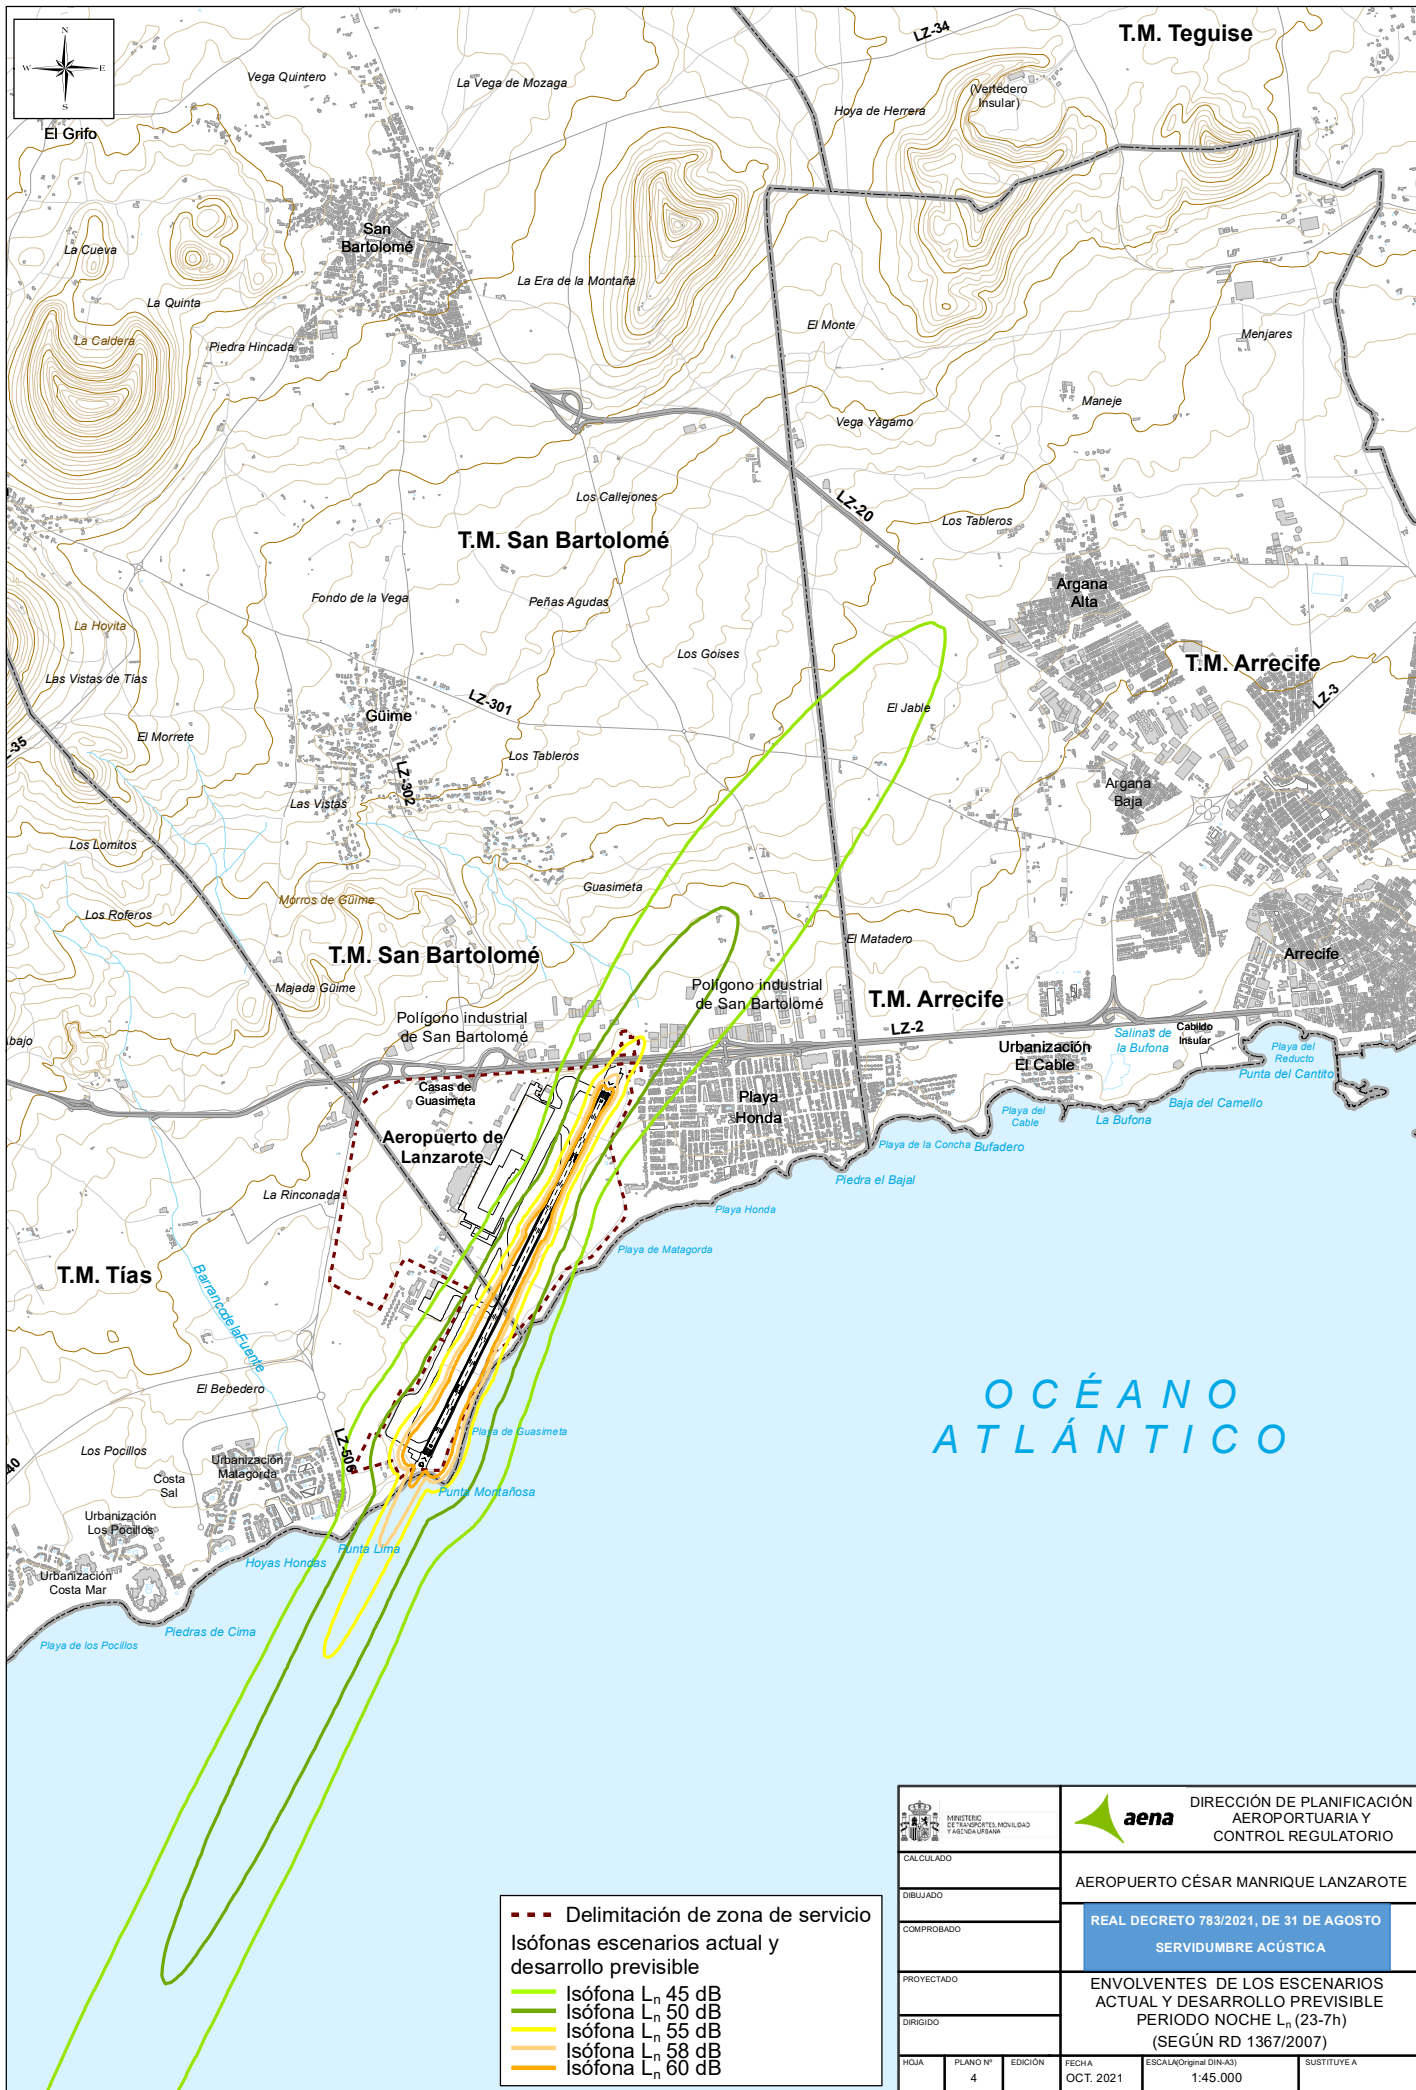 N
W
E
S
El Grifo
Vega Quintero
La Vega de Mozaga
LZ-34
T.M. Teguise
(Vertedero
Insular)
Hoya de Herrera
San
Bartolomé
La Cueva
La Quinta
La Era de la Montaña
La Caldera
Piedra Hincada
El Monte
Menjares
Maneje
Vega Yágamo
Los Callejones
LZ-20
Los Tableros
T.M. San Bartolomé
Argana
Alta
Fondo de la Vega
Peñas Agudas
La Hoyita
Los Goises
T.M. Arrecife
Las Vistas de Tías
LZ-3
LZ-301
El Jable
Güime
El Morrete
-35
Los Tableros
LZ-302
Las Vistas
Argana
Baja
Los Lomitos
Guasimeta
Morros de Güime
Los Roferos
El Matadero
T.M. San Bartolomé
Arrecife
Majada Güime
Polígono industrial
de San Bartolomé
T.M. Arrecife
Polígono industrial
de San Bartolomé
LZ-2
Cabildo
Insular
Salinas de
la Bufona
Urbanización
El Cable
Playa del
Reducto
Punta del Cantito
bajo
Casas de
Guasimeta
Playa
Honda
Baja del Camello
Playa del
Cable
La Bufona
Aeropuerto de
Lanzarote
Playa de la Concha
Bufadero
Piedra el Bajal
La Rinconada
Playa Honda
Playa de Matagorda
T.M. Tías
Barranco de la Fuente
El Bebedero
OCÉANO
ATLÁNTICO
Playa de Guasimeta
LZ-506
Los Pocillos
40
Urbanización
Matagorda
Costa
Sal
Punta Montañosa
Urbanización
Los Pocillos
Punta Lima
Hoyas Hondas
Urbanización
Costa Mar
Piedras de Cima
Playa de los Pocillos
Delimitación de zona de servicio
Isófonas escenarios actual y
desarrollo previsible
Isófona Ln 45 dB
Isófona Ln 50 dB
Isófona Ln 55 dB
Isófona Ln 58 dB
Isófona Ln 60 dB
MINISTERIO
DE TRANSPORTES, MOVILIDAD
Y AGENDA URBANA
aena
DIRECCIÓN DE PLANIFICACIÓN
AEROPORTUARIA Y
CONTROL REGULATORIO
CALCULADO
AEROPUERTO CÉSAR MANRIQUE LANZAROTE
DIBUJADO
REAL DECRETO 783/2021, DE 31 DE AGOSTO
SERVIDUMBRE ACÚSTICA
COMPROBADO
PROYECTADO
ENVOLVENTES DE LOS ESCENARIOS
ACTUAL Y DESARROLLO PREVISIBLE
PERIODO NOCHE Ln (23-7h)
(SEGÚN RD 1367/2007)
DIRIGIDO
HOJA
PLANO Nº
4
EDICIÓN
FECHA
OCT. 2021
ESCALA(Original DIN-A3)
1:45.000
SUSTITUYE A